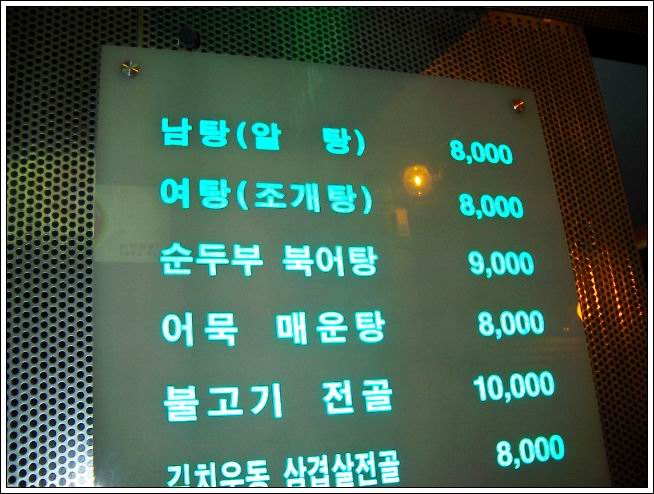 남탕(알 탕) 8,000
여탕(조개탕) 8,000
순두부 북어탕 9,000
어묵 매운탕 8,000
불고기 전골 10,000
김치우동 삼겹살전골 8,000